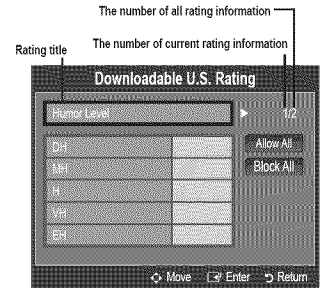 The number of all rating information
The number of current rating information
Rating title
Downloadable U.S. Rating
Humor Level
1/2
DH
Allow All
MH
Block All
H
VH
EH
Move Enter Return